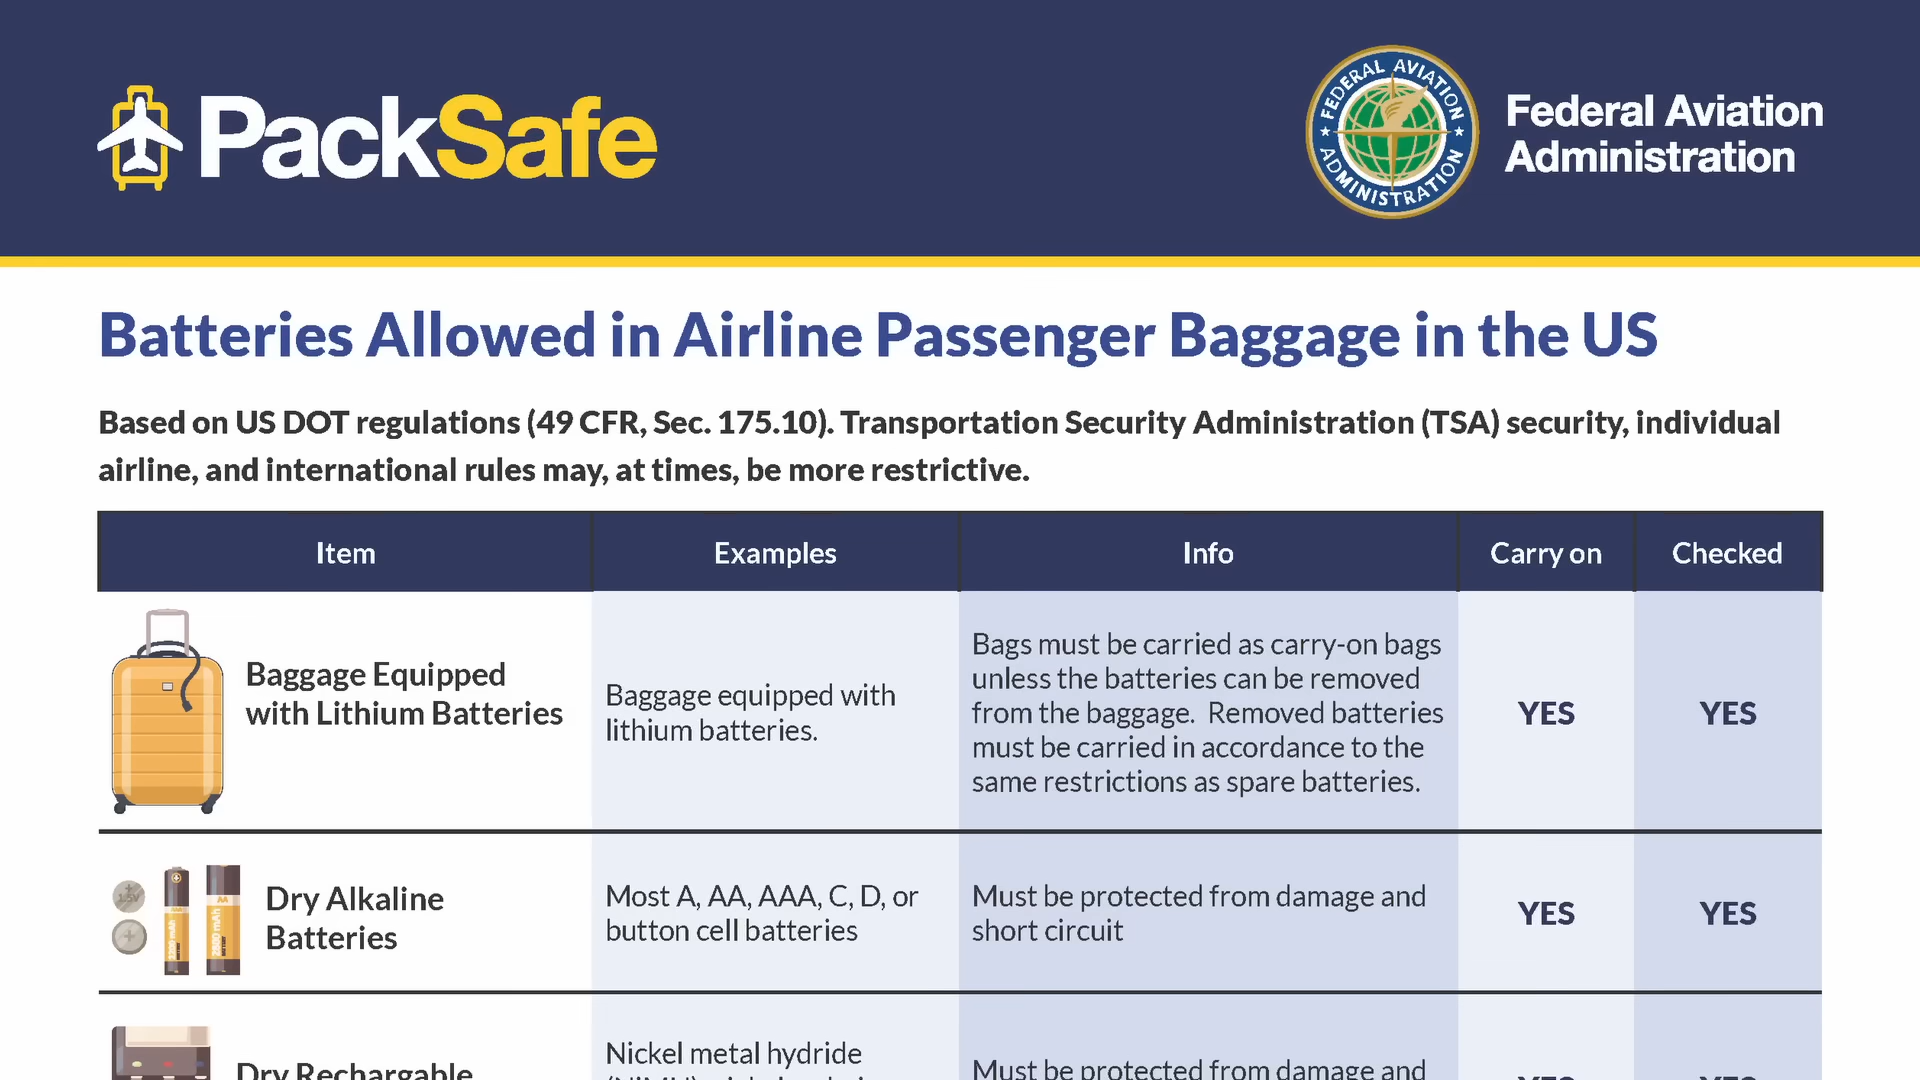 PackSafe
FEDERAL AVIATION
ADMINISTRATION
Federal Aviation
Administration
Batteries Allowed in Airline Passenger Baggage in the US
Based on US DOT regulations (49 CFR, Sec. 175.10). Transportation Security Administration (TSA) security, individual
airline, and international rules may, at times, be more restrictive.
Item Examples Info Carry on Checked
Baggage Equipped
with Lithium Batteries
Baggage equipped with
lithium batteries.
Bags must be carried as carry-on bags
unless the batteries can be removed
from the baggage. Removed batteries
must be carried in accordance to the
same restrictions as spare batteries.
YES
YES
1.5V
AA
Dry Alkaline
Batteries
Most A, AA, AAA, C, D, or
button cell batteries
Must be protected from damage and
short circuit
YES
YES
Dry Rechargable
Nickel metal hydride
Must be protected from damage and